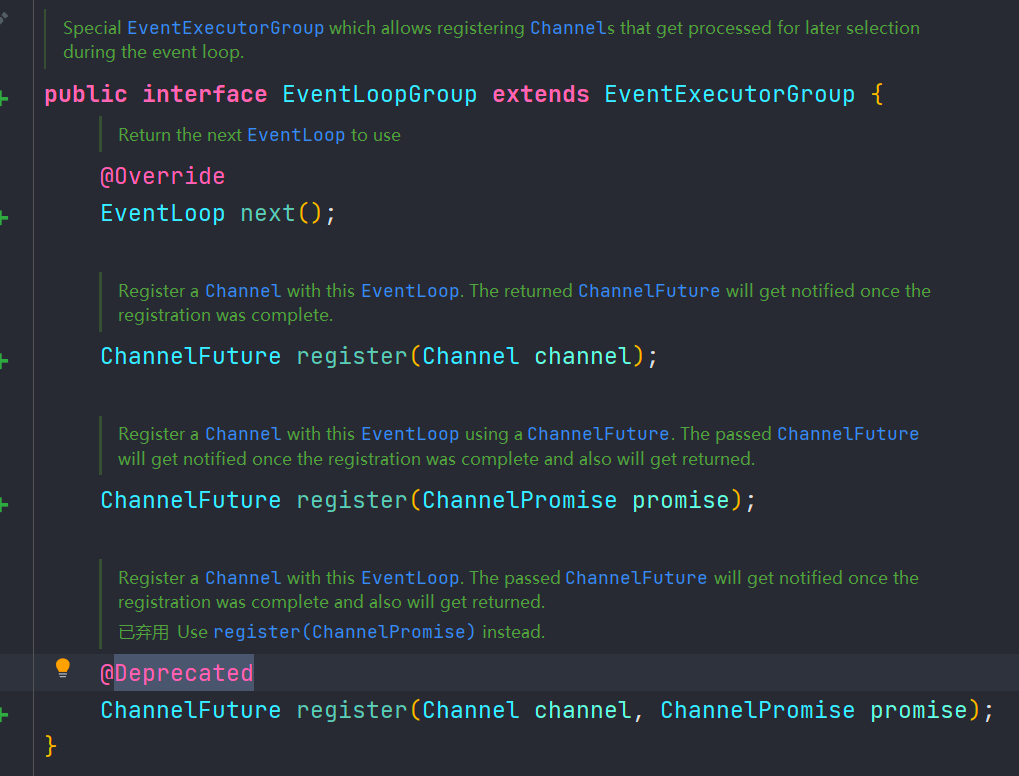 Special EventExecutorGroup which allows registering Channels that get processed for later selection
during the event loop.
public interface EventLoopGroup extends EventExecutorGroup {
Return the next EventLoop to use
@Override
EventLoop next();
Register a Channel with this EventLoop. The returned ChannelFuture will get notified once the
registration was complete.
ChannelFuture register(Channel channel);
Register a Channel with this EventLoop using a ChannelFuture. The passed ChannelFuture
will get notified once the registration was complete and also will get returned.
ChannelFuture register(ChannelPromise promise);
Register a Channel with this EventLoop. The passed ChannelFuture will get notified once the
registration was complete and also will get returned.
已弃用 Use register(ChannelPromise) instead.
@Deprecated
ChannelFuture register(Channel channel, ChannelPromise promise);
}